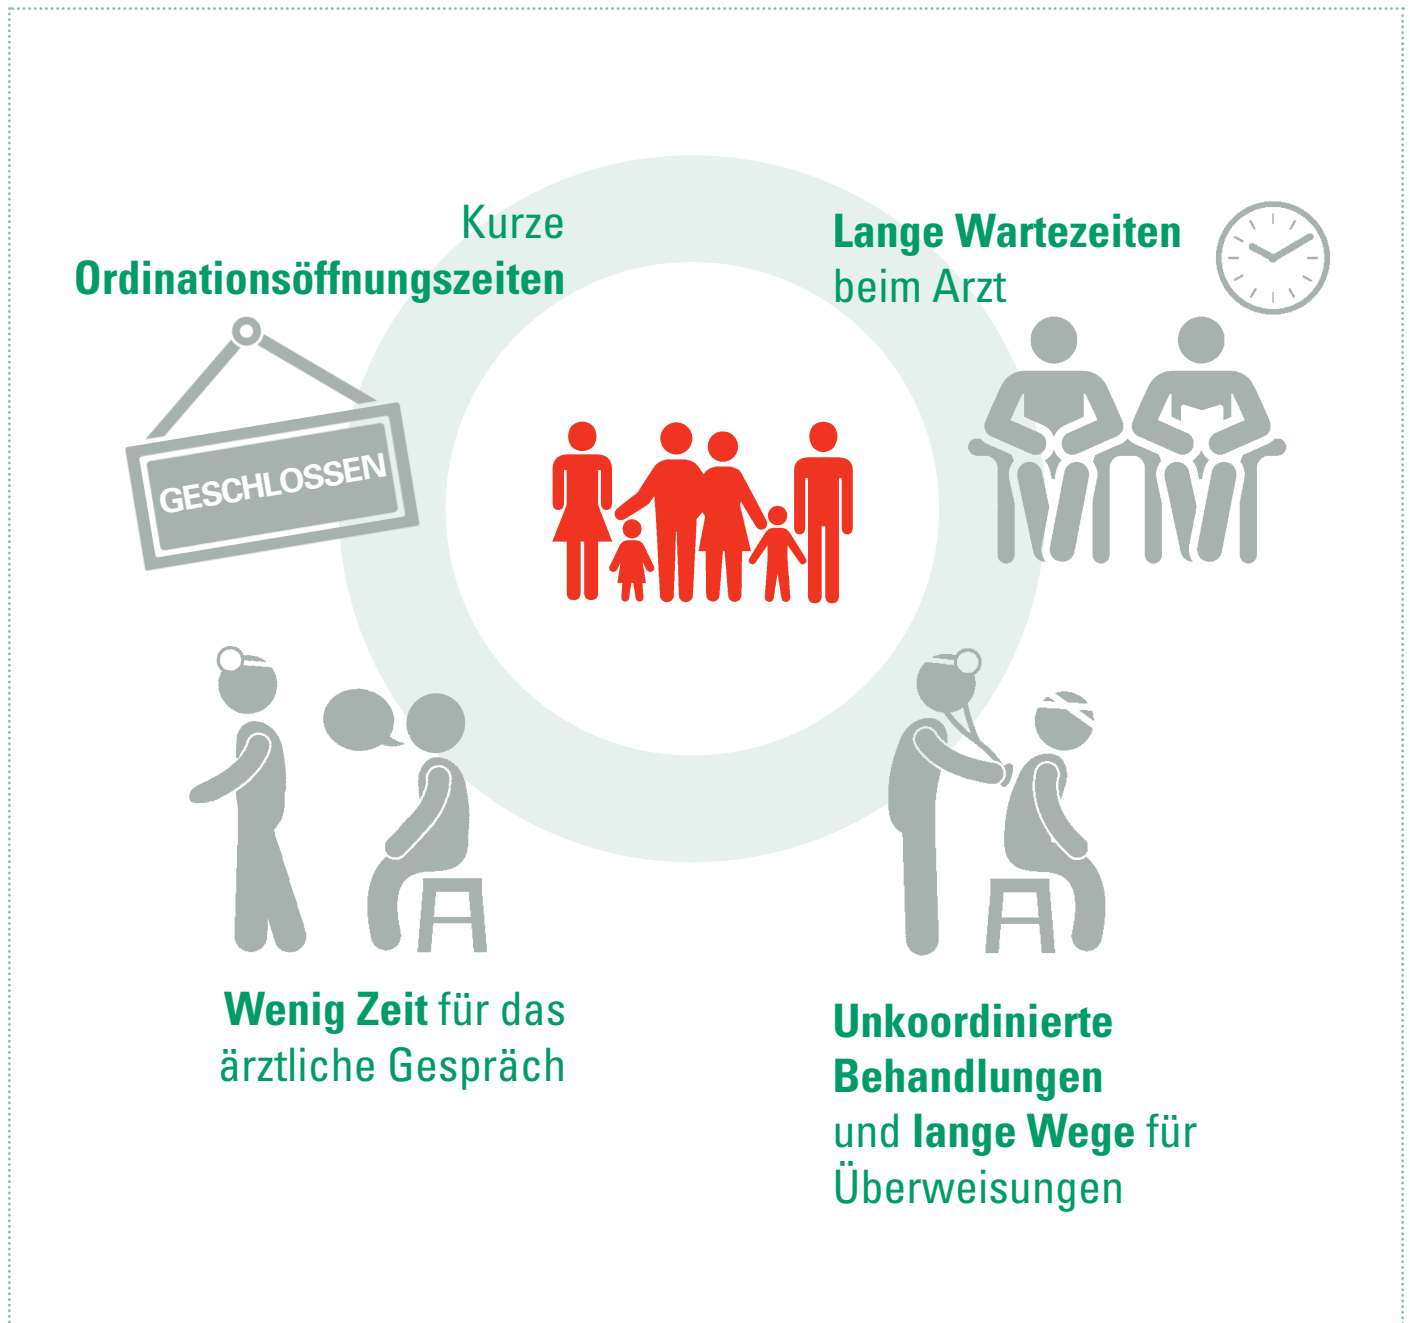 Kurze
Ordinationsöffnungszeiten
GESCHLOSSEN
Lange Wartezeiten
beim Arzt
Wenig Zeit für das
ärztliche Gespräch
Unkoordinierte
Behandlungen
und lange Wege für
Überweisungen